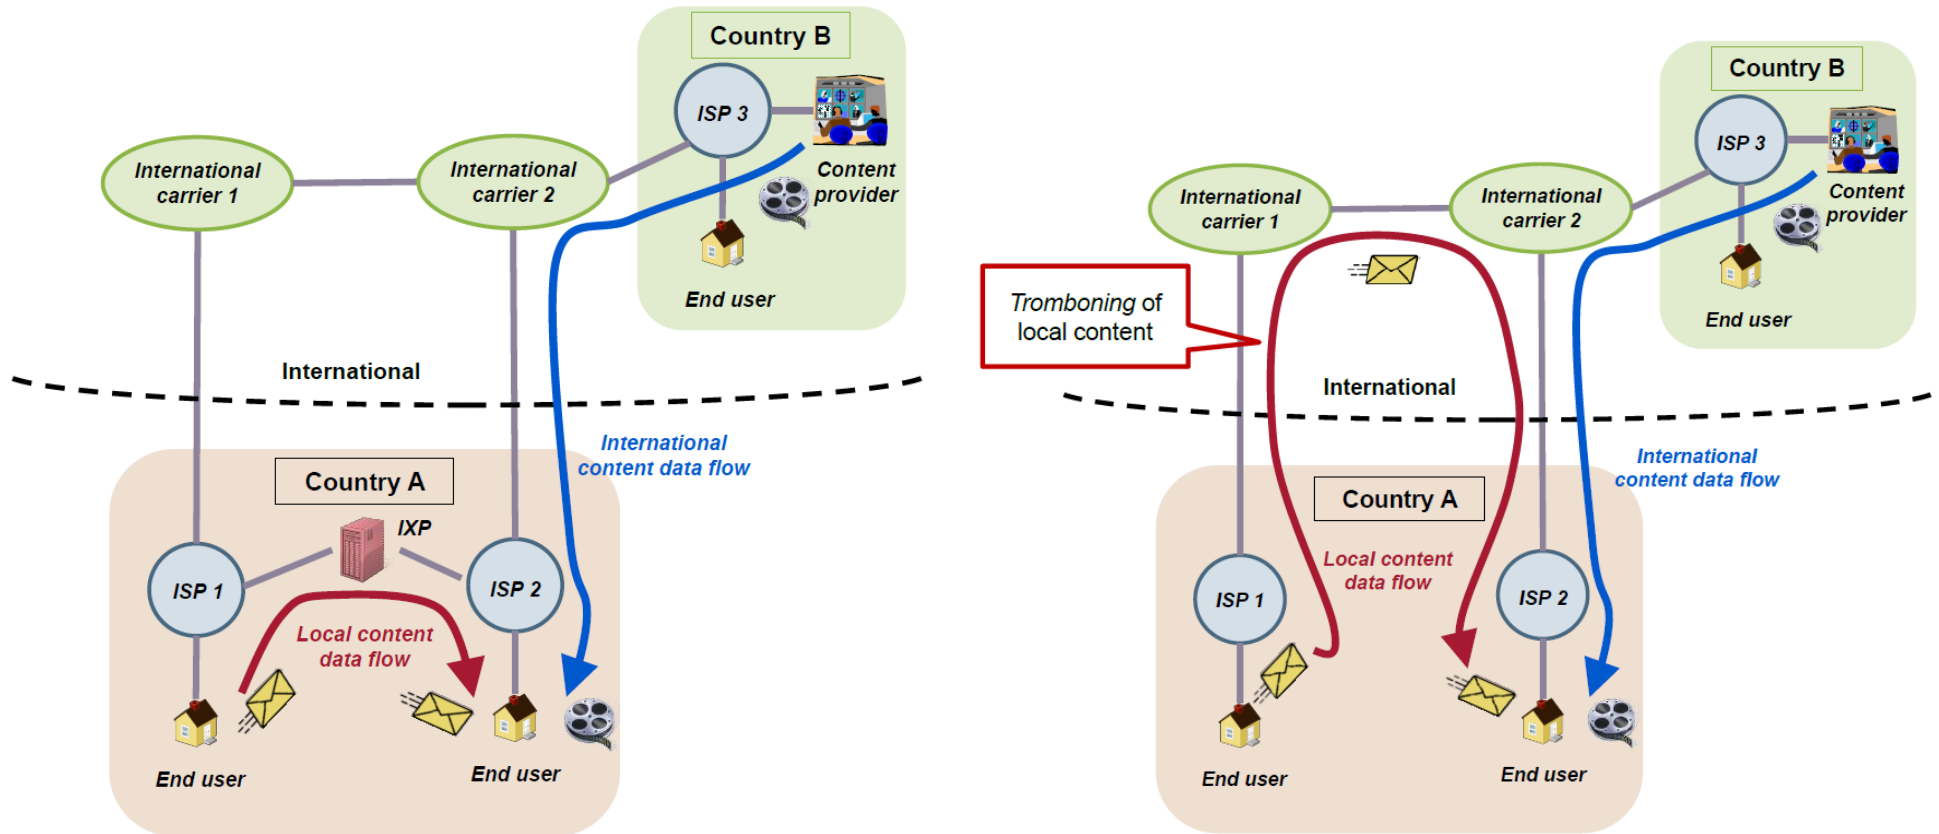 Country B
ISP 3
International
carrier 1
International
carrier 2
Content
provider
End user
International
International
content data flow
Country A
IXP
ISP 1
ISP 2
Local content
data flow
End user
End user
Country B
ISP 3
International
carrier 1
International
carrier 2
Content
provider
End user
Tromboning of
local content
International
International
content data flow
Country A
Local content
data flow
ISP 1
ISP 2
End user
End user